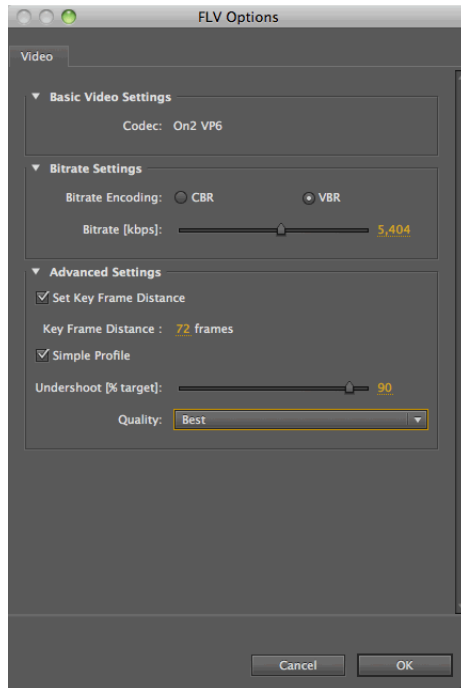 FLV Options
Video
Basic Video Settings
Codec: On2 VP6
Bitrate Settings
Bitrate Encoding: CBR VBR
Bitrate [kbps]: 5,404
Advanced Settings
Set Key Frame Distance
Key Frame Distance : 72 frames
Simple Profile
Undershoot [% target]: 90
Quality: Best
Cancel OK